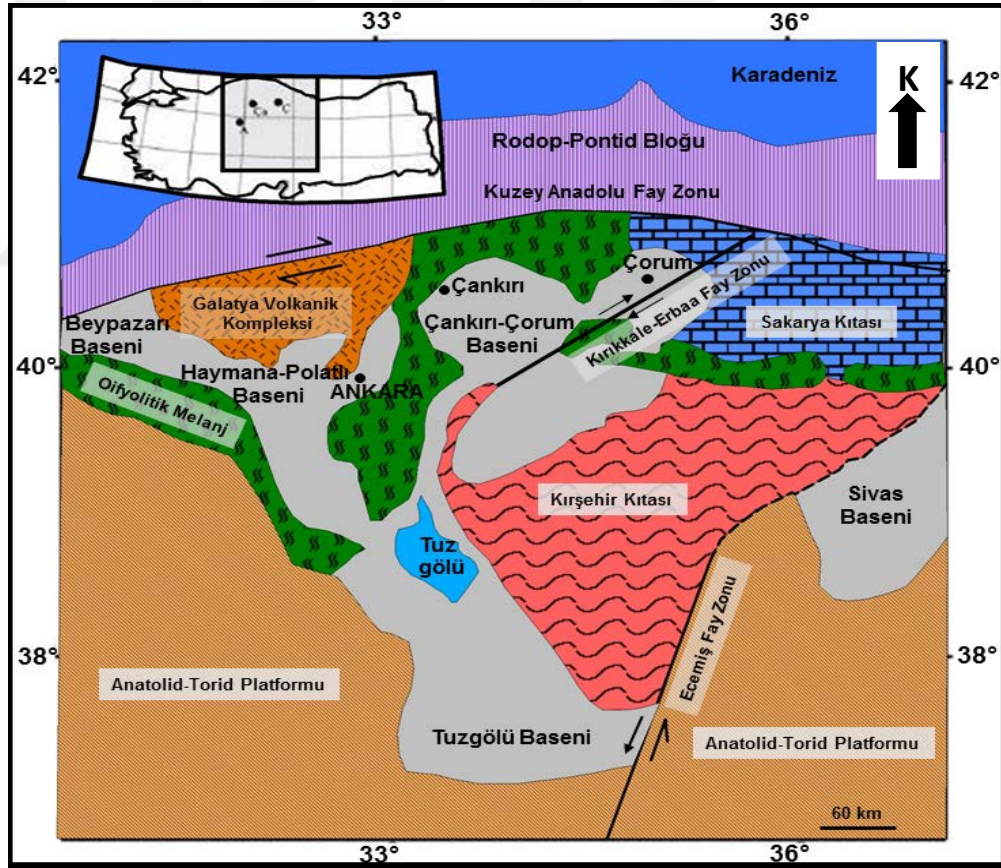 33°
36°
42°
42°
K
Karadeniz
A
Ça
Ç
Rodop-Pontid Bloğu
Kuzey Anadolu Fay Zonu
Galatya Volkanik
Kompleksi
Çankırı
Çorum
Beypazarı
Baseni
Çankırı-Çorum
Baseni
Kırıkkale-Erbaa Fay Zonu
Sakarya Kıtası
40°
40°
Haymana-Polatlı
Baseni
ANKARA
Oifyolitik Melanj
Kırşehir Kıtası
Sivas
Baseni
Tuz
gölü
Ecemiş Fay Zonu
38°
38°
Anatolid-Torid Platformu
Tuzgölü Baseni
Anatolid-Torid Platformu
60 km
33°
36°